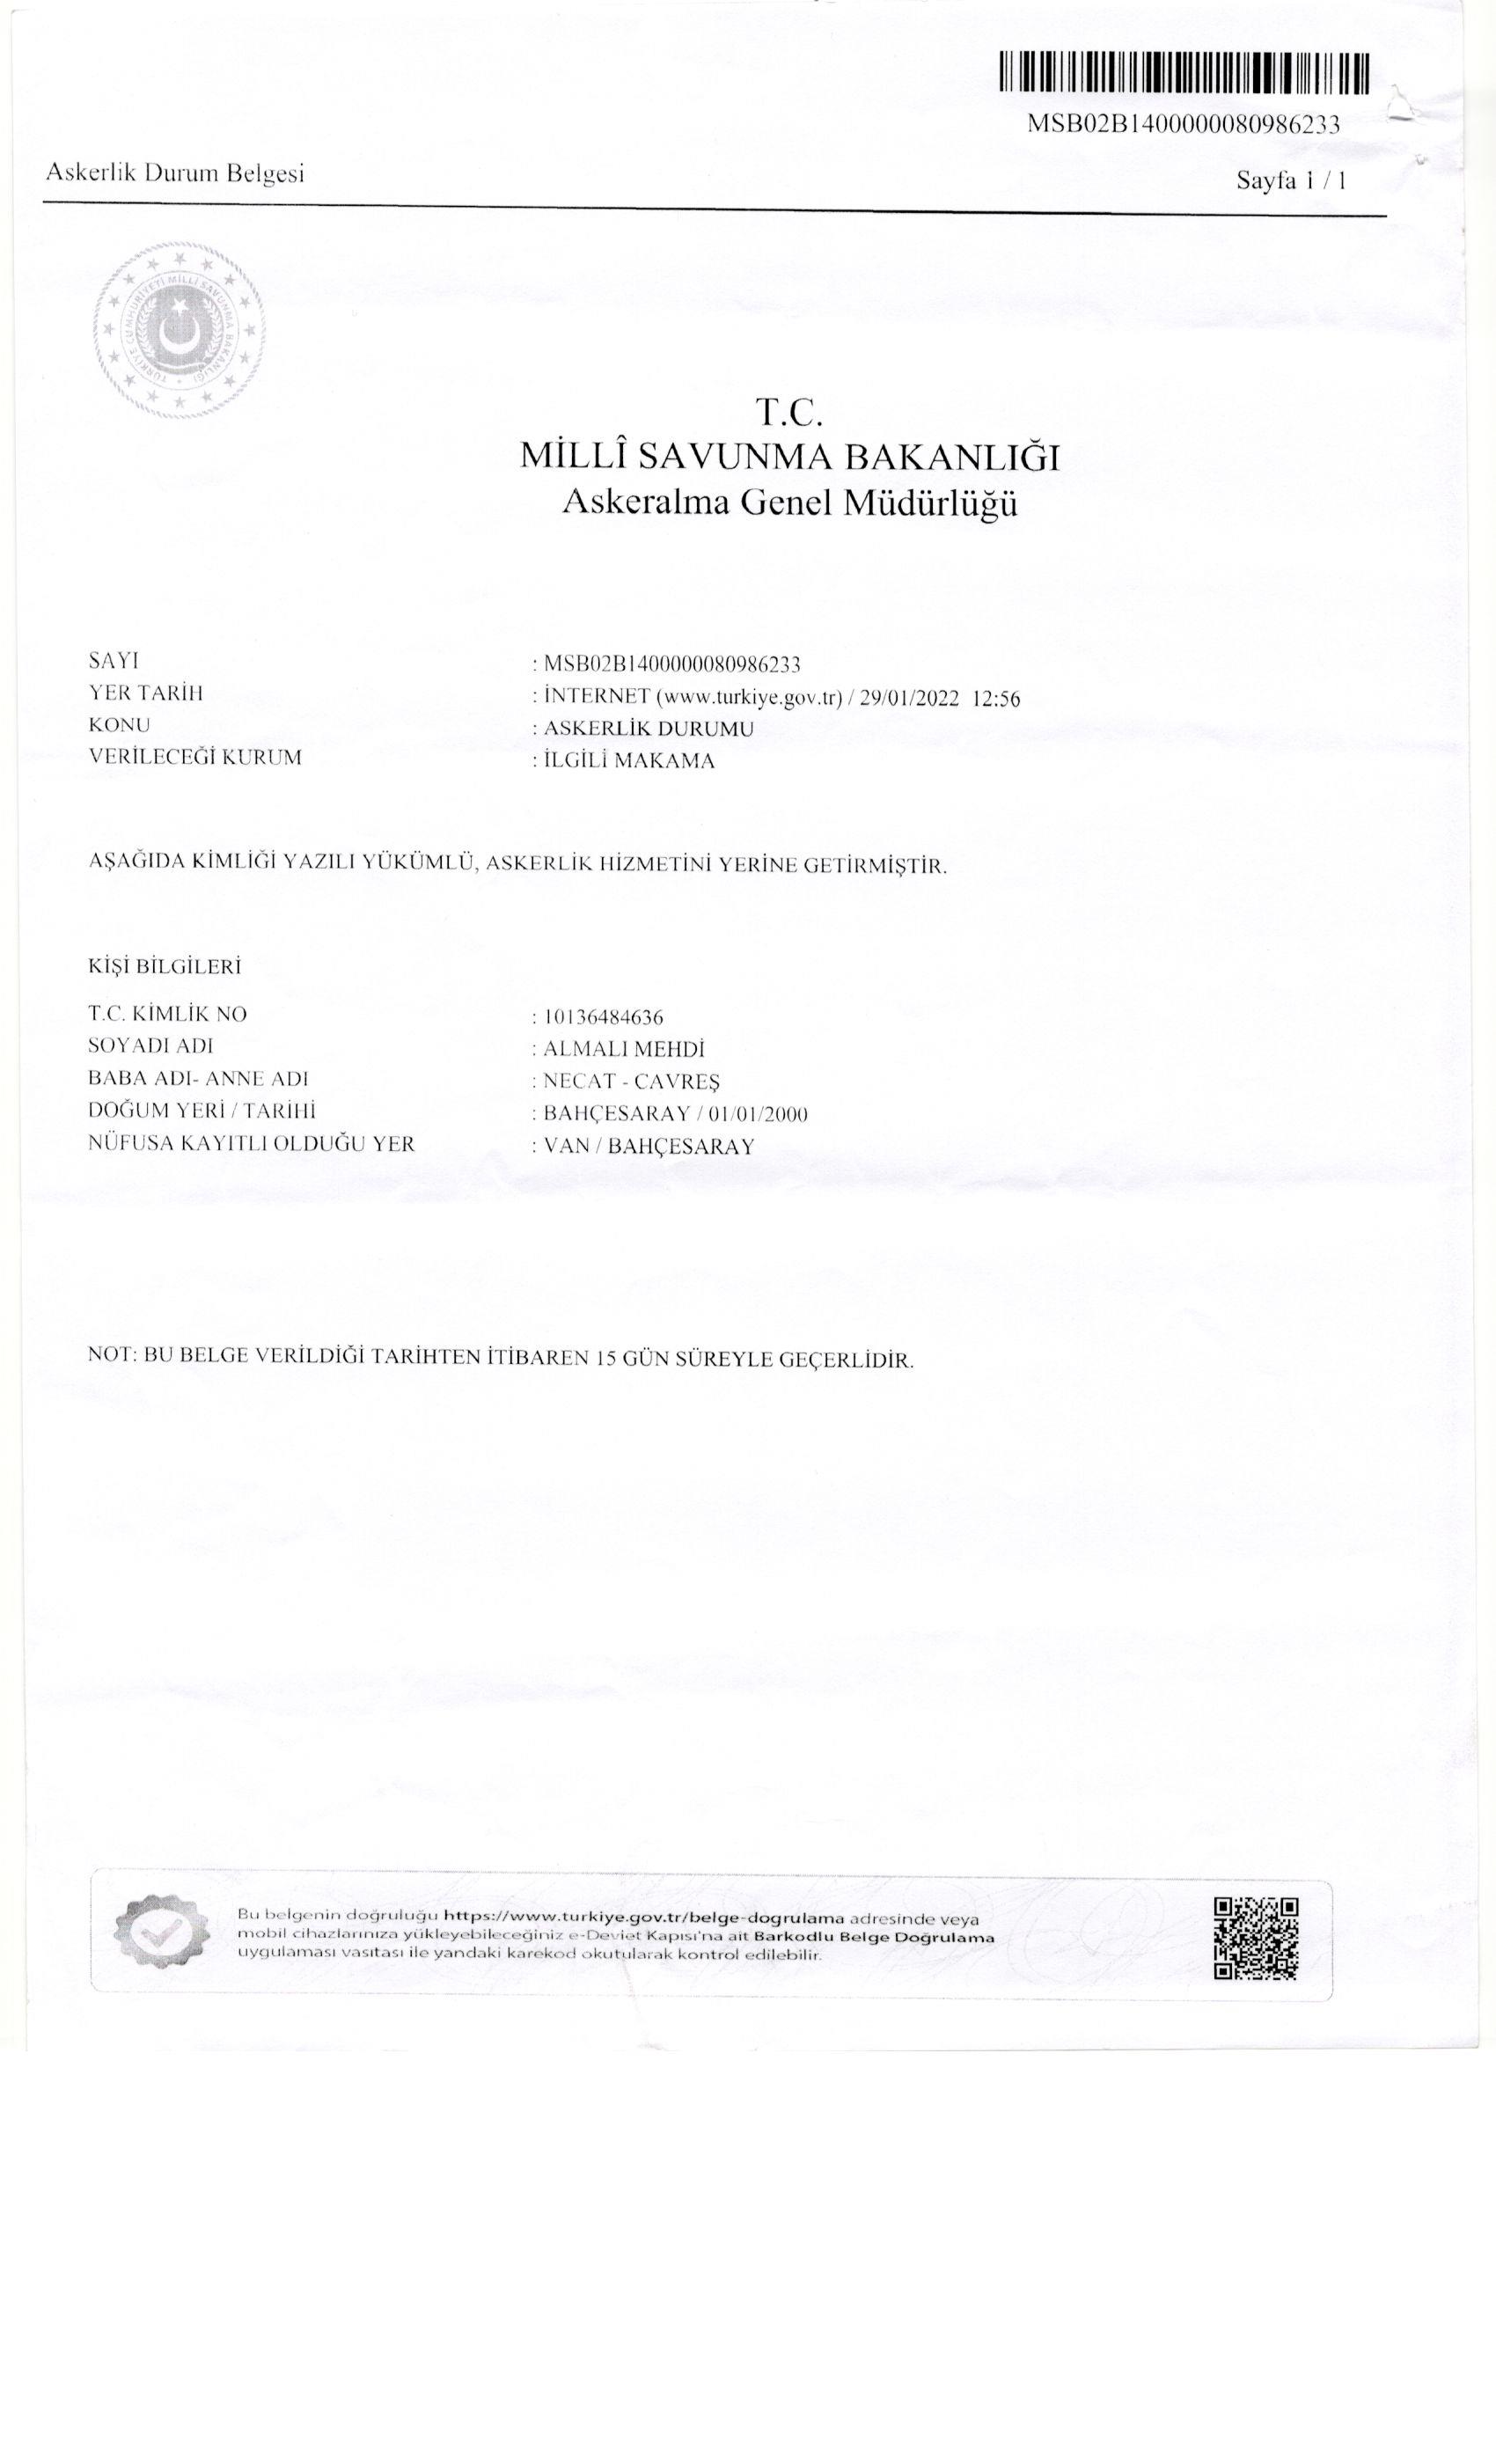 MSB02B1400000080986233
Askerlik Durum Belgesi
Sayfa 1 / 1
TÜRKİYE CUMHURİYETİ MİLLİ SAVUNMA BAKANLIĞI
T.C.
MİLLÎ SAVUNMA BAKANLIĞI
Askeralma Genel Müdürlüğü
SAYI : MSB02B1400000080986233
YER TARİH : İNTERNET (www.turkiye.gov.tr) / 29/01/2022 12:56
KONU : ASKERLİK DURUMU
VERİLECEĞİ KURUM : İLGİLİ MAKAMA
AŞAĞIDA KİMLİĞİ YAZILI YÜKÜMLÜ, ASKERLİK HİZMETİNİ YERİNE GETİRMİŞTİR.
KİŞİ BİLGİLERİ
T.C. KİMLİK NO : 10136484636
SOYADI ADI : ALMALI MEHDİ
BABA ADI- ANNE ADI : NECAT - CAVREŞ
DOĞUM YERİ / TARİHİ : BAHÇESARAY / 01/01/2000
NÜFUSA KAYITLI OLDUĞU YER : VAN / BAHÇESARAY
NOT: BU BELGE VERİLDİĞİ TARİHTEN İTİBAREN 15 GÜN SÜREYLE GEÇERLİDİR.
Bu belgenin doğruluğu https://www.turkiye.gov.tr/belge-dogrulama adresinde veya
mobil cihazlarınıza yükleyebileceğiniz e-Devlet Kapısı'na ait Barkodlu Belge Doğrulama
uygulaması vasıtası ile yandaki karekod okutularak kontrol edilebilir.